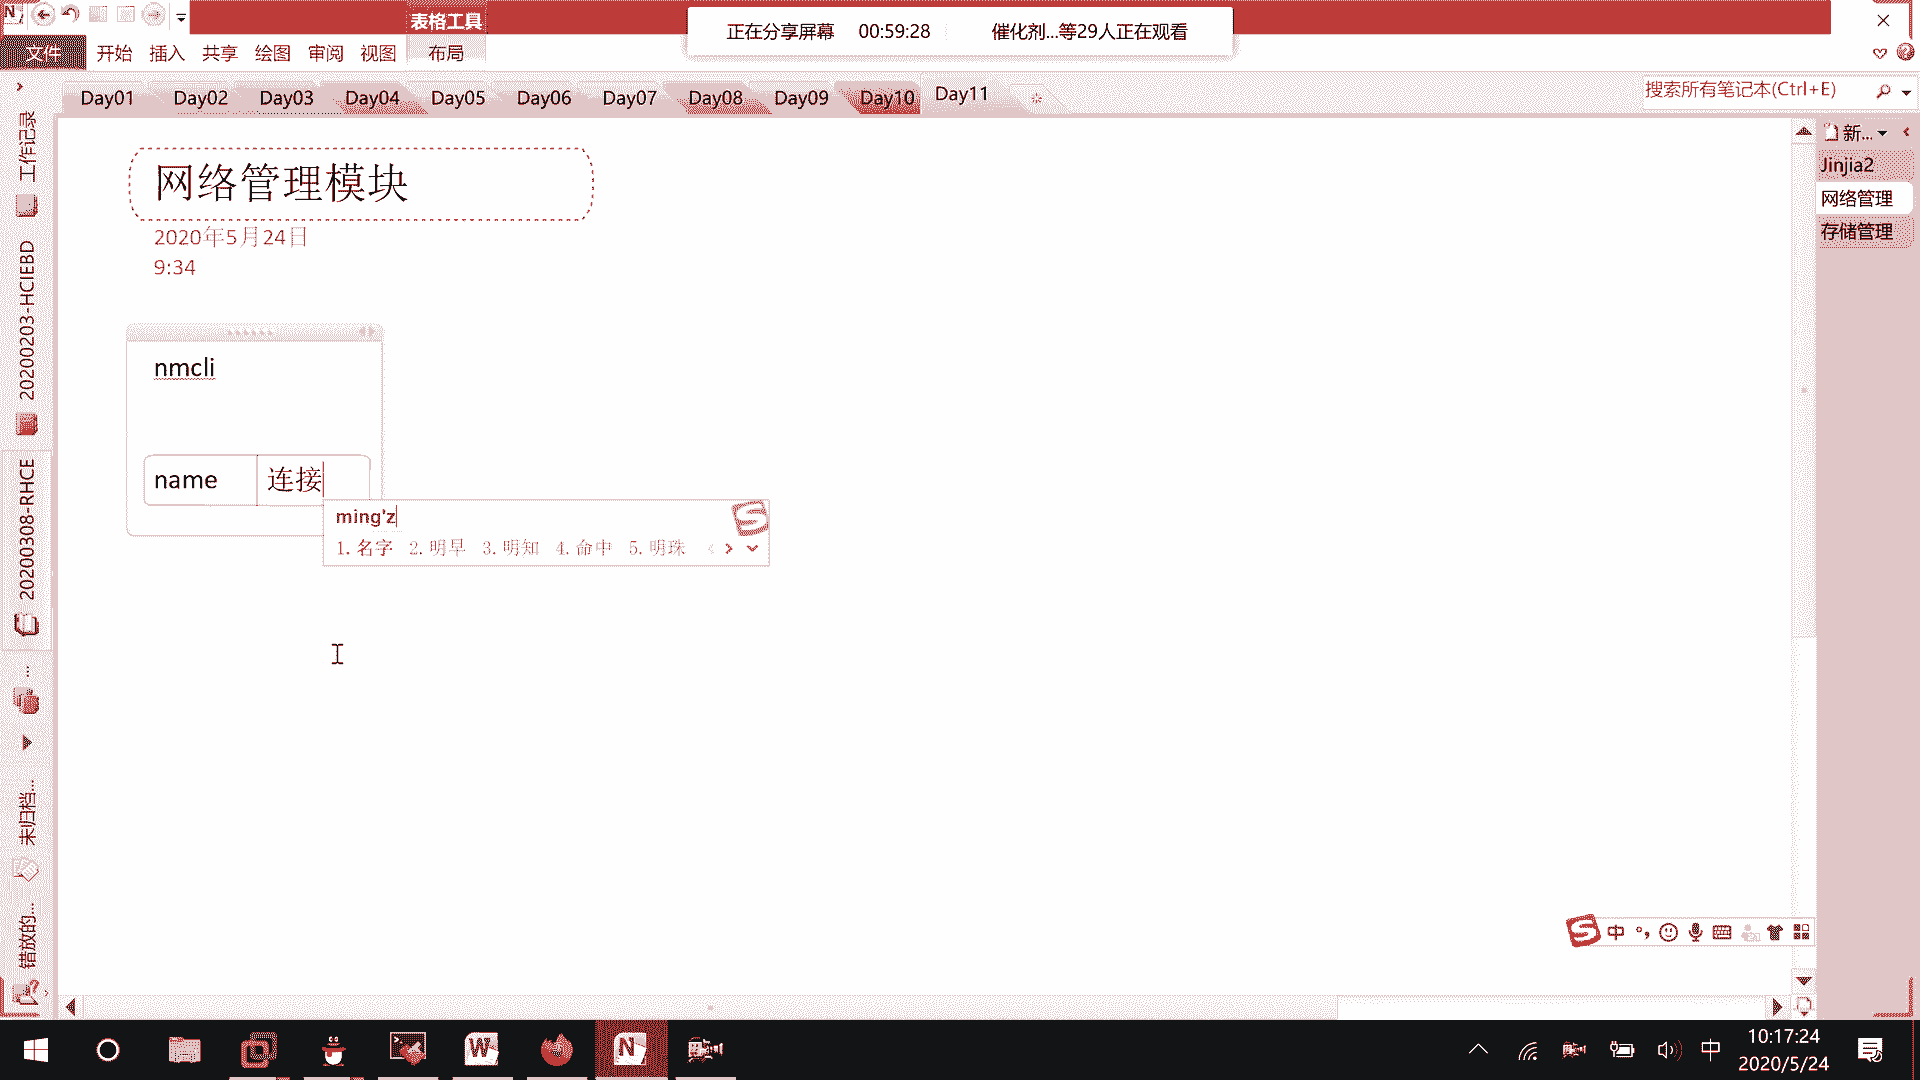 表格工具
正在分享屏幕 00:59:28 催化剂...等29人正在观看
文件 开始 插入 共享 绘图 审阅 视图 布局
Day01 Day02 Day03 Day04 Day05 Day06 Day07 Day08 Day09 Day10 Day11
搜索所有笔记本(Ctrl+E)
新...
Jinjia2
网络管理
存储管理
工作记录
20200203-HCIEBD
20200308-RHCE
...
未归档...
错放的...
网络管理模块
2020年5月24日
9:34
nmcli
name 连接
ming'z
1.名字 2.明早 3.明知 4.命中 5.明珠
中
中
10:17:24
2020/5/24